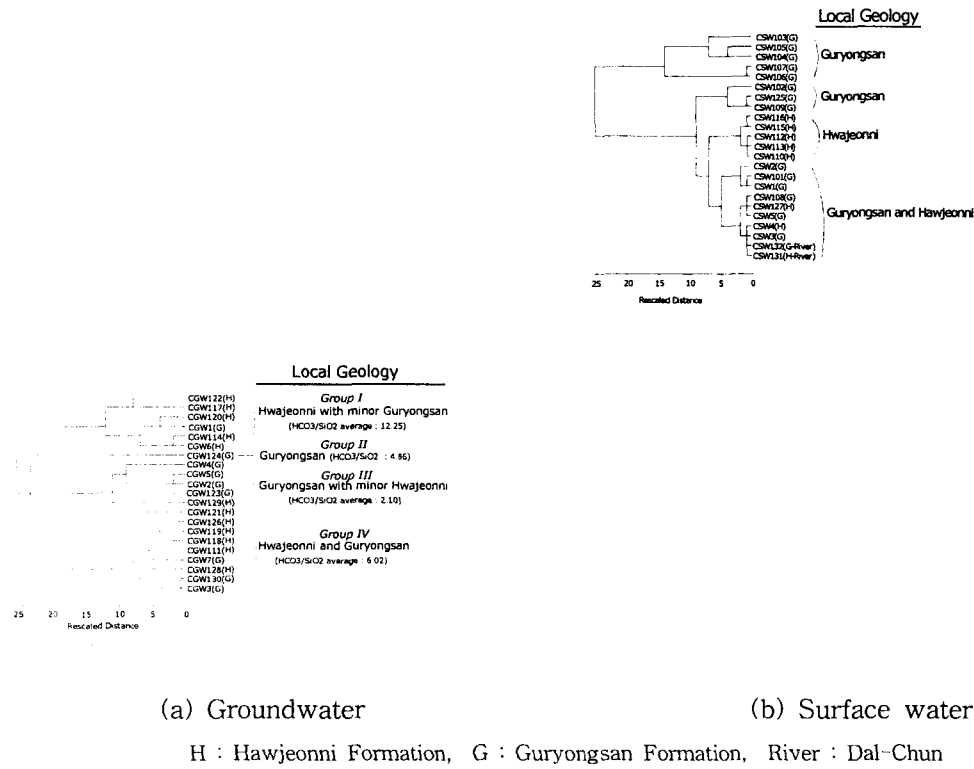 Local Geology
CSW103(G)
CSW105(G)
CSW104(G)
Guryongsan
CSW107(G)
CSW106(G)
CSW102(G)
CSW125(G)
Guryongsan
CSW109(G)
CSW116(H)
CSW115(H)
CSW112(H)
Hwajeonni
CSW113(H)
CSW110(H)
CSW2(G)
CSW101(G)
CSW1(G)
CSW108(G)
CSW127(H)
Guryongsan and Hawjeonni
CSW5(G)
CSW4(H)
CSW3(G)
CSW132(G-River)
CSW131(H-River)
25 20 15 10 5 0
Rescaled Distance
Local Geology
CGW122(H)
CGW117(H)
CGW120(H)
CGW1(G)
CGW114(H)
CGW6(H)
CGW124(G)
CGW4(G)
CGW5(G)
CGW2(G)
CGW123(G)
CGW129(H)
CGW121(H)
CGW126(H)
CGW119(H)
CGW118(H)
CGW111(H)
CGW7(G)
CGW128(H)
CGW130(G)
CGW3(G)
Group I
Hwajeonni with minor Guryongsan
(HCO3/SiO2 average : 12.25)
Group II
Guryongsan (HCO3/SiO2 : 4.86)
Group III
Guryongsan with minor Hwajeonni
(HCO3/SiO2 average : 2.10)
Group IV
Hwajeonni and Guryongsan
(HCO3/SiO2 average : 6.02)
25 20 15 10 5 0
Rescaled Distance
(a) Groundwater
(b) Surface water
H : Hawjeonni Formation, G : Guryongsan Formation, River : Dal-Chun